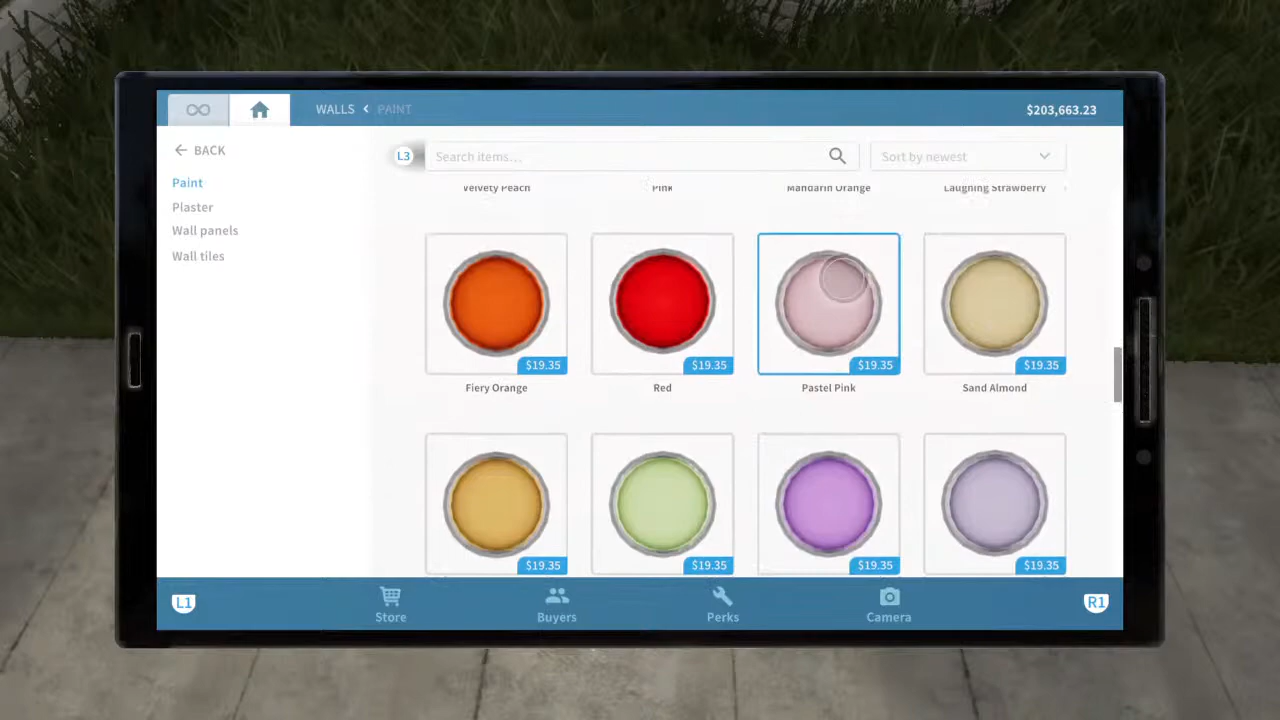 WALLS < PAINT
$203,663.23
BACK
Paint
Plaster
Wall panels
Wall tiles
L3
Search items...
Sort by newest
Velvety Peach
Pink
Mandarin Orange
Laughing Strawberry
$19.35
$19.35
$19.35
$19.35
Fiery Orange
Red
Pastel Pink
Sand Almond
$19.35
$19.35
$19.35
$19.35
L1
Store
Buyers
Perks
Camera
R1